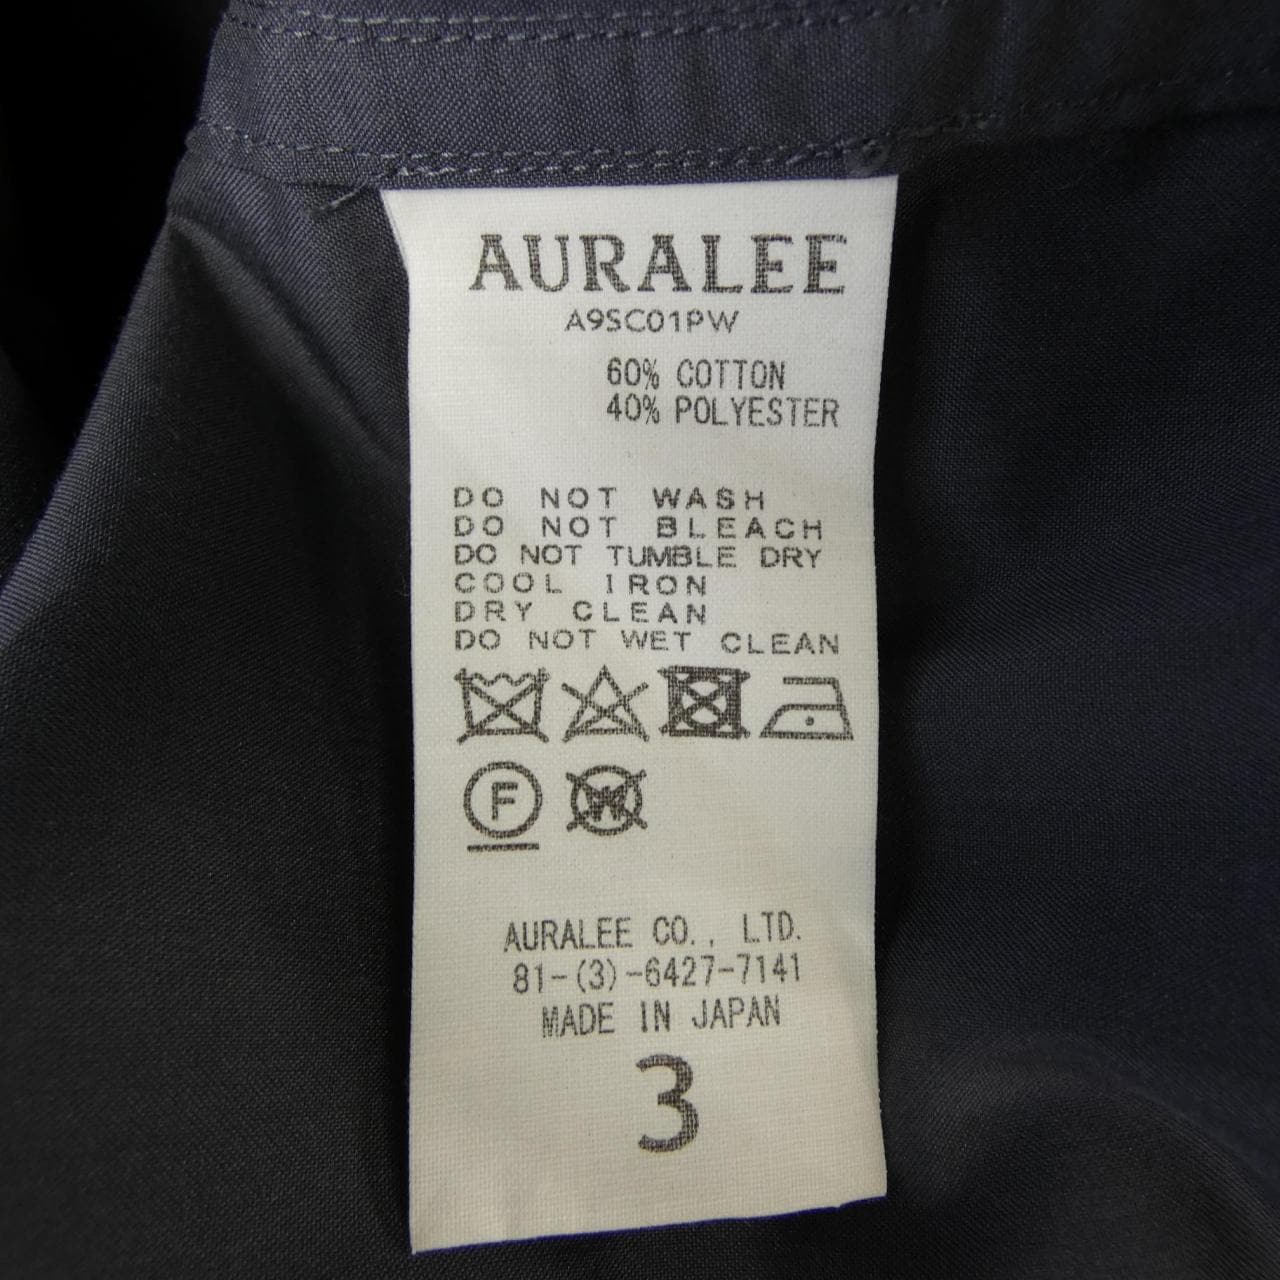 AURALEE
A9SC01PW
60% COTTON
40% POLYESTER
DO NOT WASH
DO NOT BLEACH
DO NOT TUMBLE DRY
COOL IRON
DRY CLEAN
DO NOT WET CLEAN
F W
AURALEE CO., LTD.
81-(3)-6427-7141
MADE IN JAPAN
3